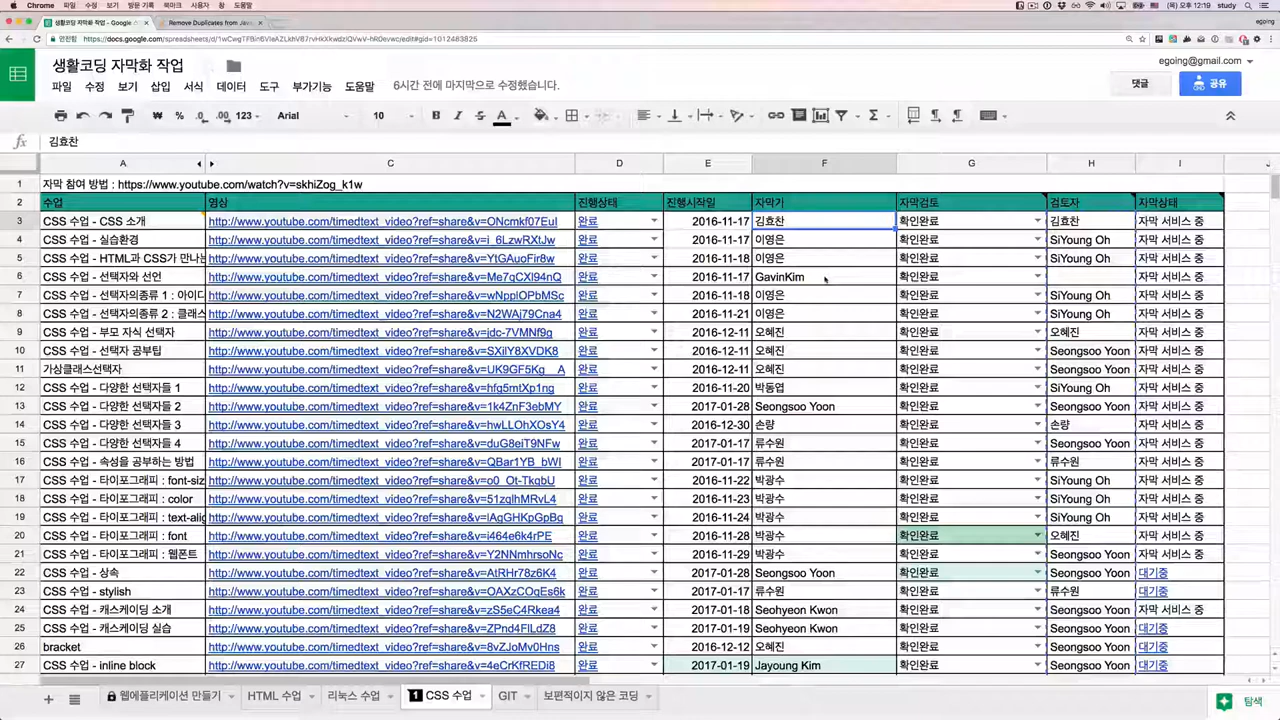 Chrome 파일 수정 보기 방문 기록 북마크 사용자 창 도움말 (목) 오후 12:19 study
생활코딩 자막화 작업 - Google Remove Duplicates from Jav egoing
안전함 https://docs.google.com/spreadsheets/d/
생활코딩 자막화 작업 egoing@gmail.com
파일 수정 보기 삽입 서식 데이터 도구 부가기능 도움말 6시간 전에 마지막으로 수정했습니다. 댓글 공유
₩ % .0 .00 123 Arial 10 B I S A Σ
fx 김효찬
A C D E F G H I
1 자막 참여 방법 : https://www.youtube.com/watch?v=skhiZog_k1w
2 수업 영상 진행상태 진행시작일 자막가 자막검토 검토자 자막상태
3 CSS 수업 - CSS 소개 http://www.youtube.com/timedtext_video?ref=share&v=ONcmkf07EuI 완료 2016-11-17 김효찬 확인완료 김효찬 자막 서비스 중
4 CSS 수업 - 실습환경 http://www.youtube.com/timedtext_video?ref=share&v=i_6LzwRXtJw 완료 2016-11-17 이영은 확인완료 SiYoung Oh 자막 서비스 중
5 CSS 수업 - HTML과 CSS가 만나는 http://www.youtube.com/timedtext_video?ref=share&v=YtGAuoFir8w 완료 2016-11-18 이영은 확인완료 SiYoung Oh 자막 서비스 중
6 CSS 수업 - 선택자와 선언 http://www.youtube.com/timedtext_video?ref=share&v=Me7qCXl94nQ 완료 2016-11-17 GavinKim 확인완료 자막 서비스 중
7 CSS 수업 - 선택자의종류 1 : 아이디 http://www.youtube.com/timedtext_video?ref=share&v=wNpplOPbMSc 완료 2016-11-18 이영은 확인완료 SiYoung Oh 자막 서비스 중
8 CSS 수업 - 선택자의종류 2 : 클래스 http://www.youtube.com/timedtext_video?ref=share&v=N2WAj79Cna4 완료 2016-11-21 이영은 확인완료 SiYoung Oh 자막 서비스 중
9 CSS 수업 - 부모 자식 선택자 http://www.youtube.com/timedtext_video?ref=share&v=jdc-7VMNf9g 완료 2016-12-11 오혜진 확인완료 오혜진 자막 서비스 중
10 CSS 수업 - 선택자 공부팁 http://www.youtube.com/timedtext_video?ref=share&v=SXilY8XVDK8 완료 2016-12-11 오혜진 확인완료 Seongsoo Yoon 자막 서비스 중
11 가상클래스선택자 http://www.youtube.com/timedtext_video?ref=share&v=UK9GF5Kg__A 완료 2016-12-11 오혜진 확인완료 Seongsoo Yoon 자막 서비스 중
12 CSS 수업 - 다양한 선택자들 1 http://www.youtube.com/timedtext_video?ref=share&v=hfg5mtXp1ng 완료 2016-11-20 박동엽 확인완료 SiYoung Oh 자막 서비스 중
13 CSS 수업 - 다양한 선택자들 2 http://www.youtube.com/timedtext_video?ref=share&v=1k4ZnF3ebMY 완료 2017-01-28 Seongsoo Yoon 확인완료 Seongsoo Yoon 자막 서비스 중
14 CSS 수업 - 다양한 선택자들 3 http://www.youtube.com/timedtext_video?ref=share&v=hwLLOhXOsY4 완료 2016-12-30 손량 확인완료 손량 자막 서비스 중
15 CSS 수업 - 다양한 선택자들 4 http://www.youtube.com/timedtext_video?ref=share&v=duG8eiT9NFw 완료 2017-01-17 류수원 확인완료 Seongsoo Yoon 자막 서비스 중
16 CSS 수업 - 속성을 공부하는 방법 http://www.youtube.com/timedtext_video?ref=share&v=QBar1YB_bWI 완료 2017-01-17 류수원 확인완료 류수원 자막 서비스 중
17 CSS 수업 - 타이포그래피 : font-siz http://www.youtube.com/timedtext_video?ref=share&v=o0_Ot-TkqbU 완료 2016-11-22 박광수 확인완료 SiYoung Oh 자막 서비스 중
18 CSS 수업 - 타이포그래피 : color http://www.youtube.com/timedtext_video?ref=share&v=51zqlhMRvL4 완료 2016-11-23 박광수 확인완료 SiYoung Oh 자막 서비스 중
19 CSS 수업 - 타이포그래피 : text-alig http://www.youtube.com/timedtext_video?ref=share&v=lAgGHKpGpBg 완료 2016-11-24 박광수 확인완료 SiYoung Oh 자막 서비스 중
20 CSS 수업 - 타이포그래피 : font http://www.youtube.com/timedtext_video?ref=share&v=i464e6k4rPE 완료 2016-11-28 박광수 확인완료 오혜진 자막 서비스 중
21 CSS 수업 - 타이포그래피 : 웹폰트 http://www.youtube.com/timedtext_video?ref=share&v=Y2NNmhrsoNc 완료 2016-11-29 박광수 확인완료 Seongsoo Yoon 자막 서비스 중
22 CSS 수업 - 상속 http://www.youtube.com/timedtext_video?ref=share&v=AtRHr78z6K4 완료 2017-01-28 Seongsoo Yoon 확인완료 Seongsoo Yoon 대기중
23 CSS 수업 - stylish http://www.youtube.com/timedtext_video?ref=share&v=OAXzCOqEs6k 완료 2017-01-17 류수원 확인완료 류수원 대기중
24 CSS 수업 - 캐스케이딩 소개 http://www.youtube.com/timedtext_video?ref=share&v=zS5eC4Rkea4 완료 2017-01-18 Seohyeon Kwon 확인완료 Seongsoo Yoon 자막 서비스 중
25 CSS 수업 - 캐스케이딩 실습 http://www.youtube.com/timedtext_video?ref=share&v=ZPnd4FlLdZ8 완료 2017-01-19 Seohyeon Kwon 확인완료 Seongsoo Yoon 대기중
26 bracket http://www.youtube.com/timedtext_video?ref=share&v=8vZJoMv0Hns 완료 2016-12-12 오혜진 확인완료 Seongsoo Yoon 대기중
27 CSS 수업 - inline block http://www.youtube.com/timedtext_video?ref=share&v=4eCrKfREDi8 완료 2017-01-19 Jayoung Kim 확인완료 Seongsoo Yoon 대기중
웹에플리케이션 만들기 HTML 수업 리눅스 수업 1 CSS 수업 GIT 보편적이지 않은 코딩 탐색